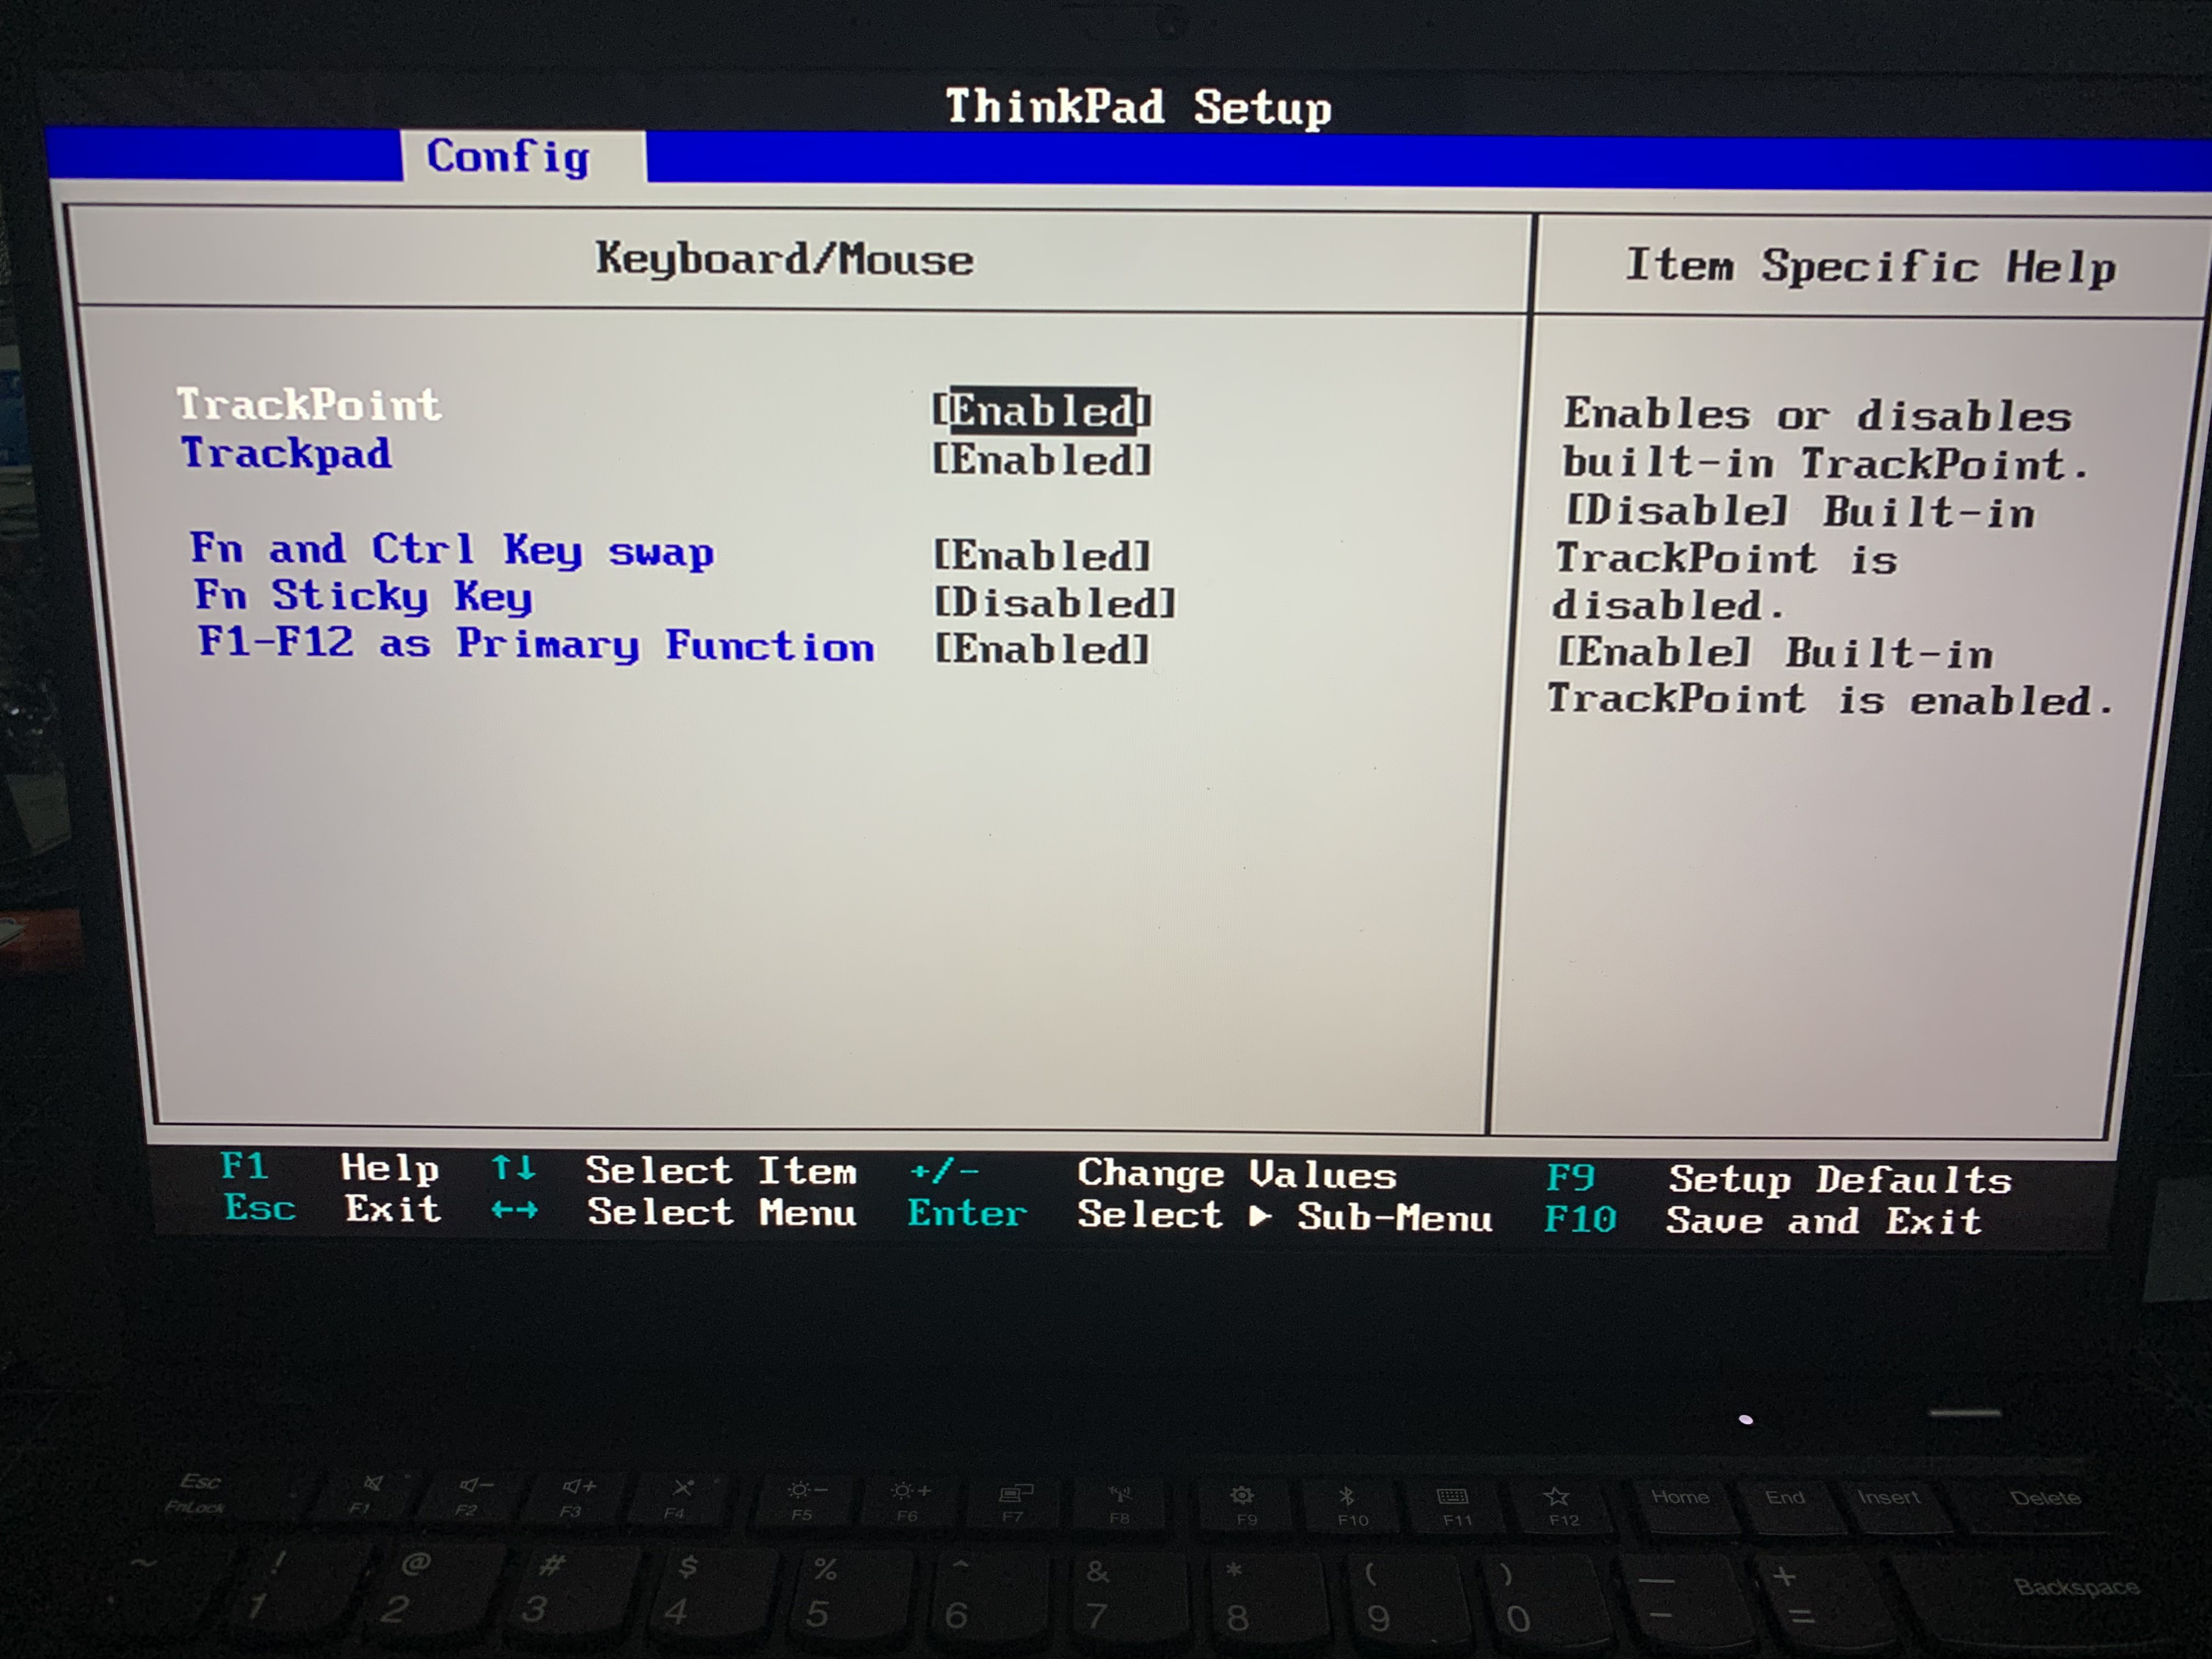 ThinkPad Setup
Config
Keyboard/Mouse
Item Specific Help
TrackPoint [Enabled]
Trackpad [Enabled]
Fn and Ctrl Key swap [Enabled]
Fn Sticky Key [Disabled]
F1-F12 as Primary Function [Enabled]
Enables or disables
built-in TrackPoint.
[Disable] Built-in
TrackPoint is
disabled.
[Enable] Built-in
TrackPoint is enabled.
F1 Help ↑↓ Select Item +/- Change Values F9 Setup Defaults
Esc Exit ←→ Select Menu Enter Select ▶ Sub-Menu F10 Save and Exit
Esc
FnLock
F1 F2 F3 F4 F5 F6 F7 F8 F9 F10 F11 F12 Home End Insert Delete
~ ! @ # $ % ^ & * ( ) — +
1 2 3 4 5 6 7 8 9 0 - = Backspace